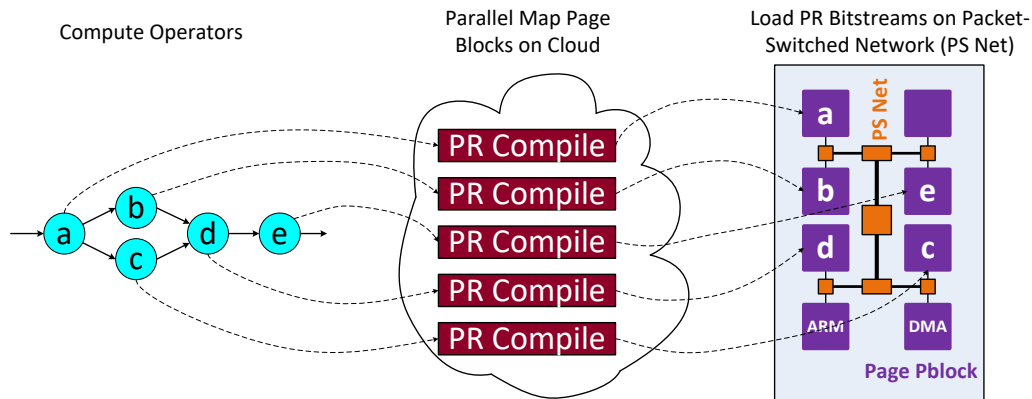 Compute Operators
Parallel Map Page
Blocks on Cloud
Load PR Bitstreams on Packet-
Switched Network (PS Net)
a
b
c
d
e
PR Compile
PR Compile
PR Compile
PR Compile
PR Compile
a
PS Net
b
e
d
c
ARM
DMA
Page Pblock